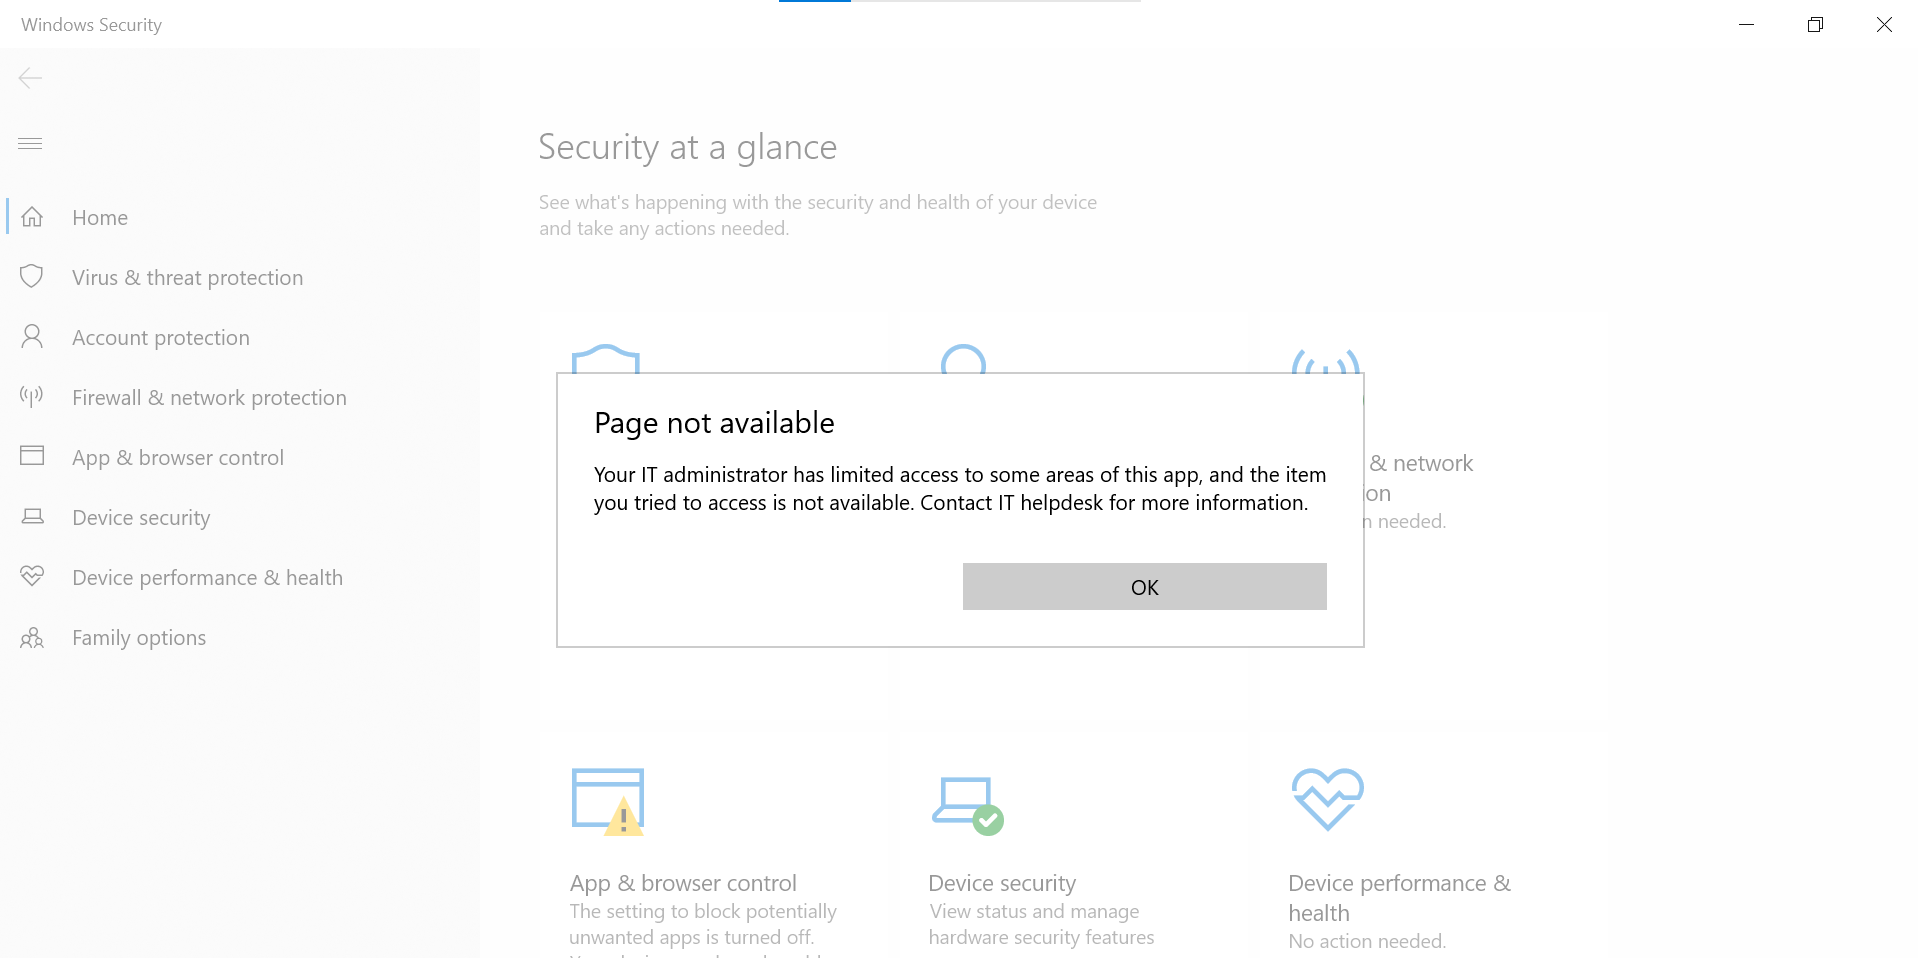 Windows Security
Home
Virus & threat protection
Account protection
Firewall & network protection
App & browser control
Device security
Device performance & health
Family options
Security at a glance
See what's happening with the security and health of your device
and take any actions needed.
Page not available
Your IT administrator has limited access to some areas of this app, and the item
you tried to access is not available. Contact IT helpdesk for more information.
OK
& network
needed.
App & browser control
The setting to block potentially
unwanted apps is turned off.
Device security
View status and manage
hardware security features
Device performance &
health
No action needed.